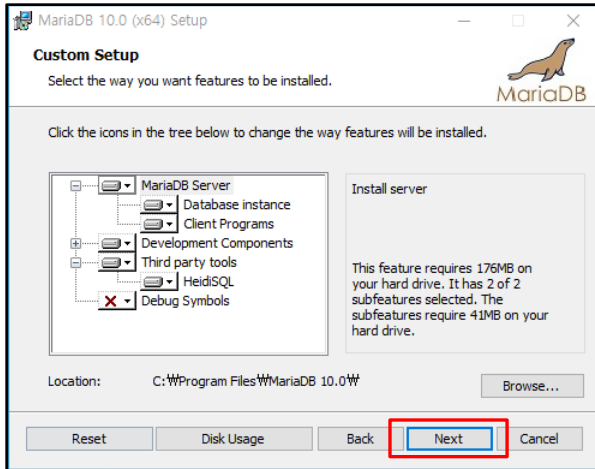 MariaDB 10.0 (x64) Setup
Custom Setup
Select the way you want features to be installed.
MariaDB
Click the icons in the tree below to change the way features will be installed.
MariaDB Server
Database instance
Client Programs
Development Components
Third party tools
HeidiSQL
Debug Symbols
Install server
This feature requires 176MB on
your hard drive. It has 2 of 2
subfeatures selected. The
subfeatures require 41MB on your
hard drive.
Location: C:₩Program Files₩MariaDB 10.0₩
Browse...
Reset Disk Usage Back Next Cancel